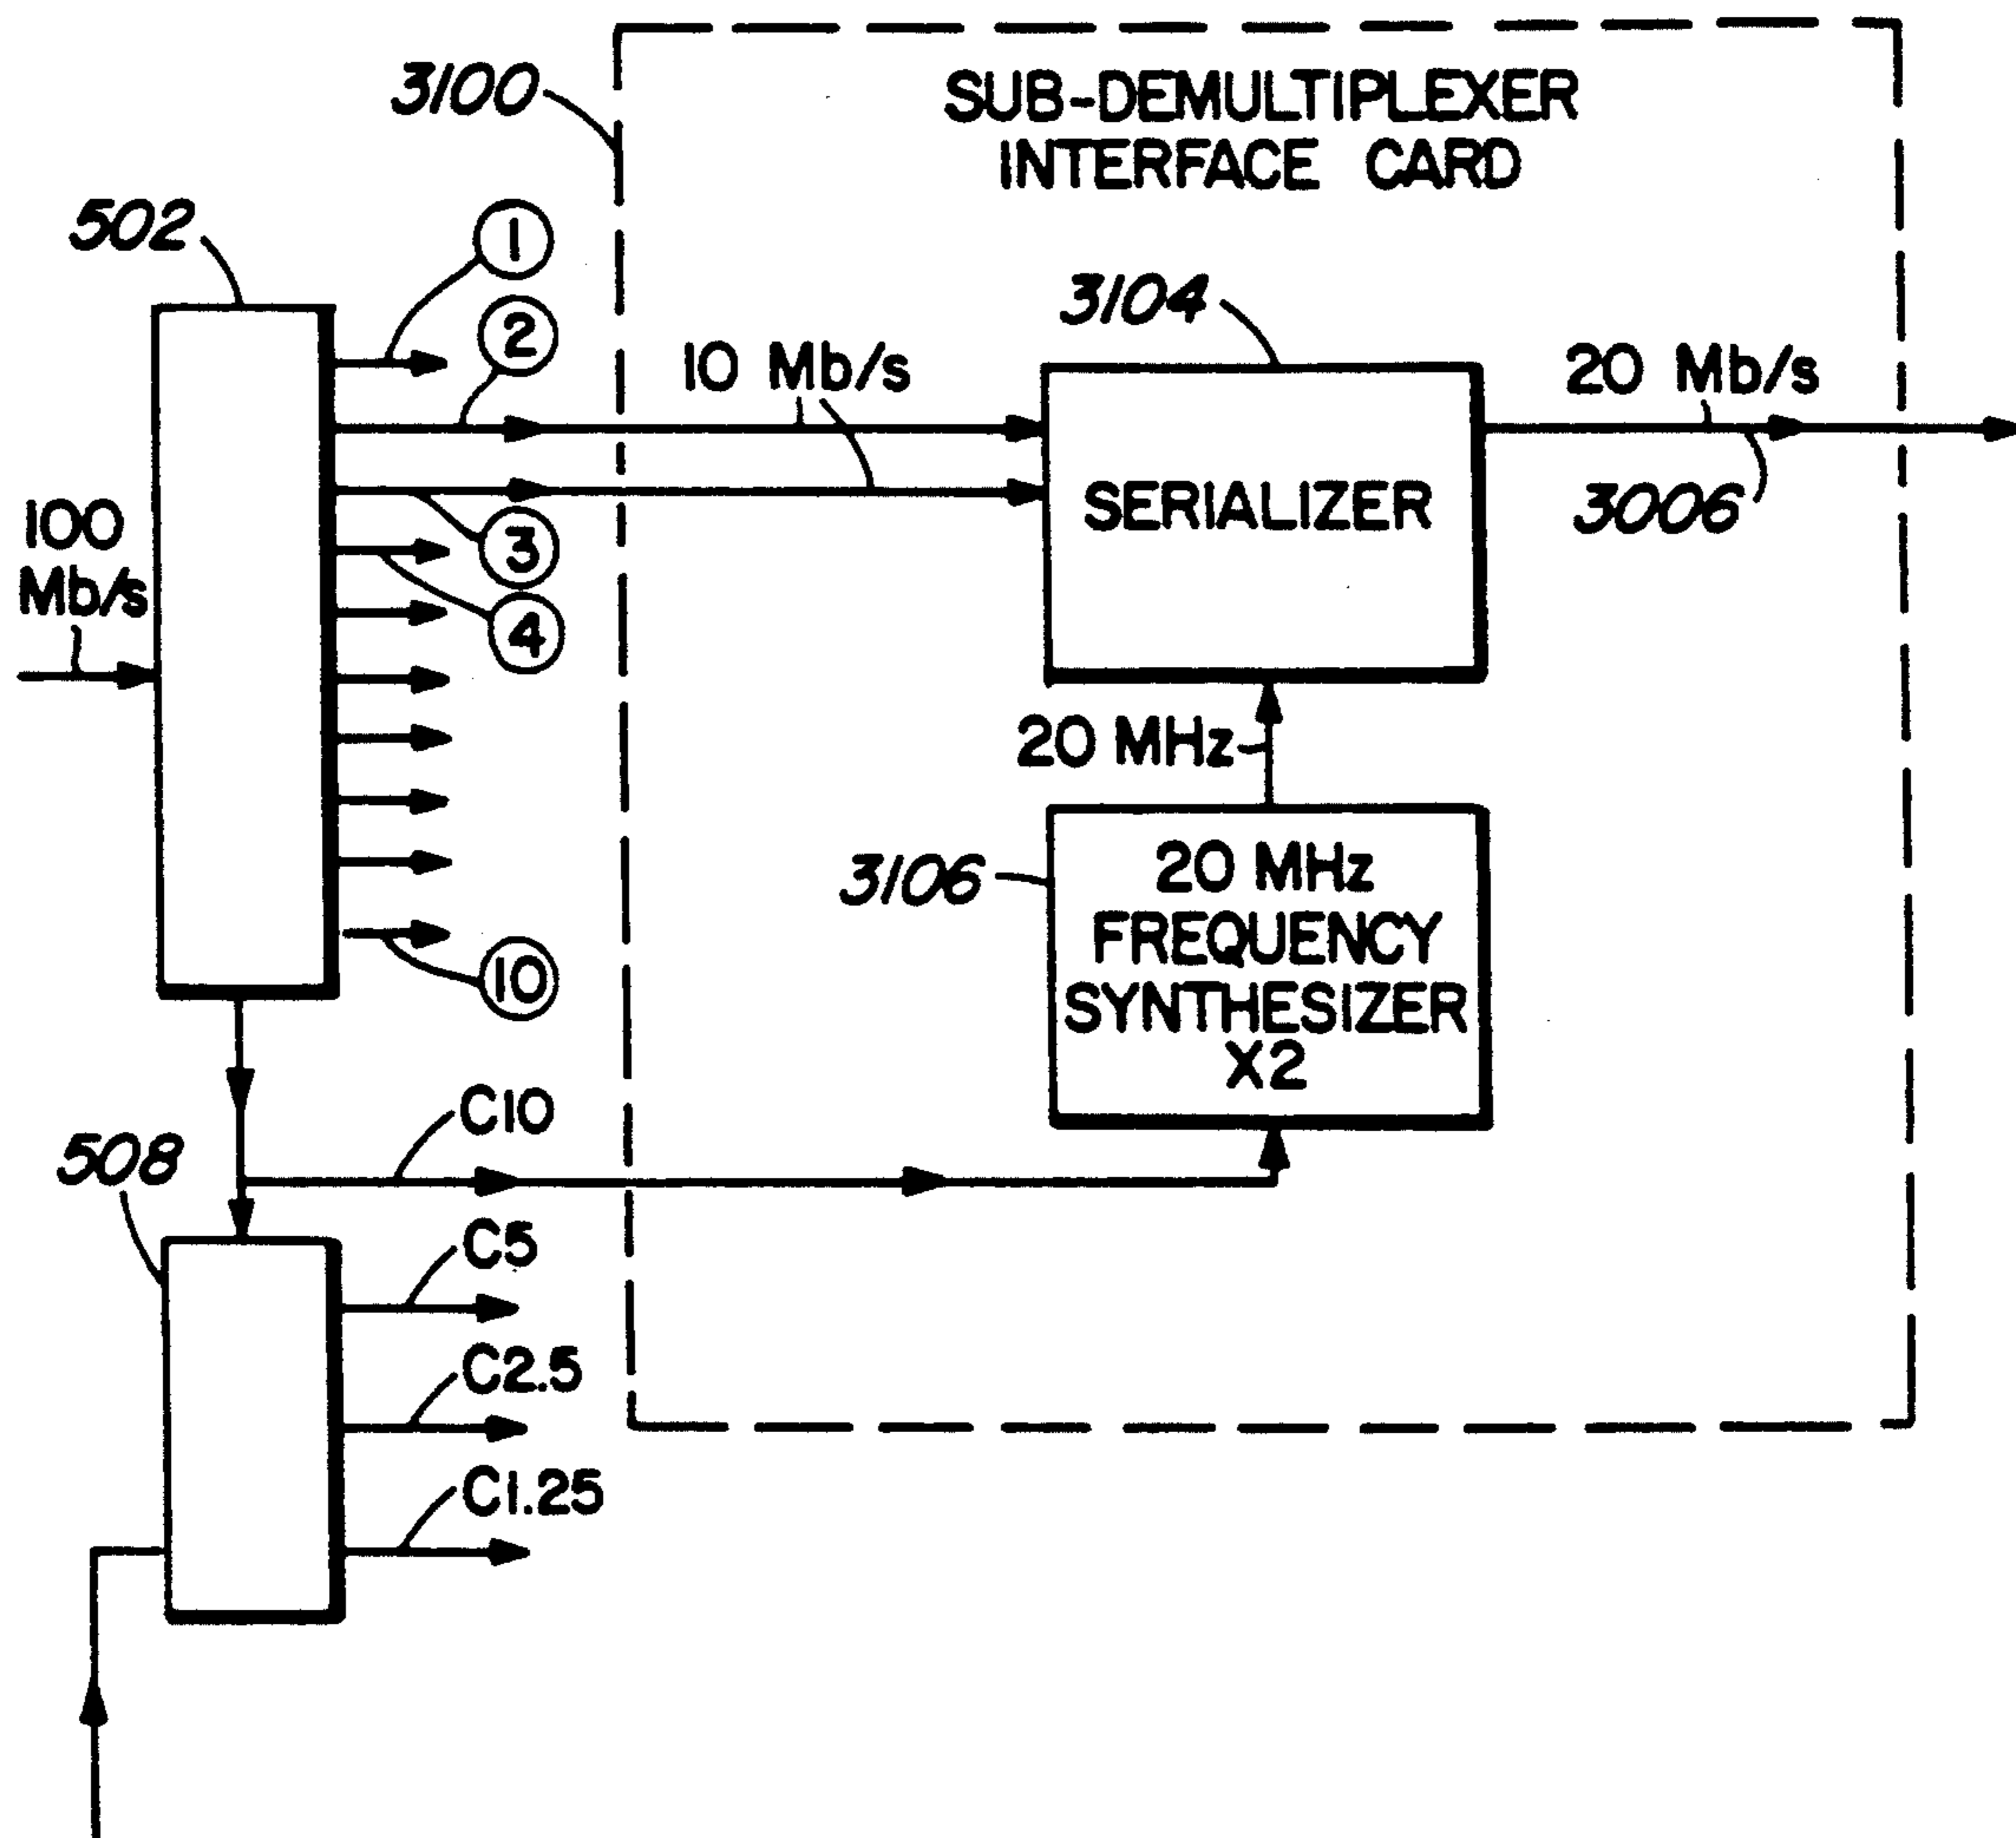 3100
SUB-DEMULTIPLEXER
INTERFACE CARD
502
1
2
3104
10 Mb/s
20 Mb/s
SERIALIZER
3006
100
Mb/s
3
4
20 MHz
3106
20 MHz
FREQUENCY
SYNTHESIZER
X2
10
C10
508
C5
C2.5
C1.25